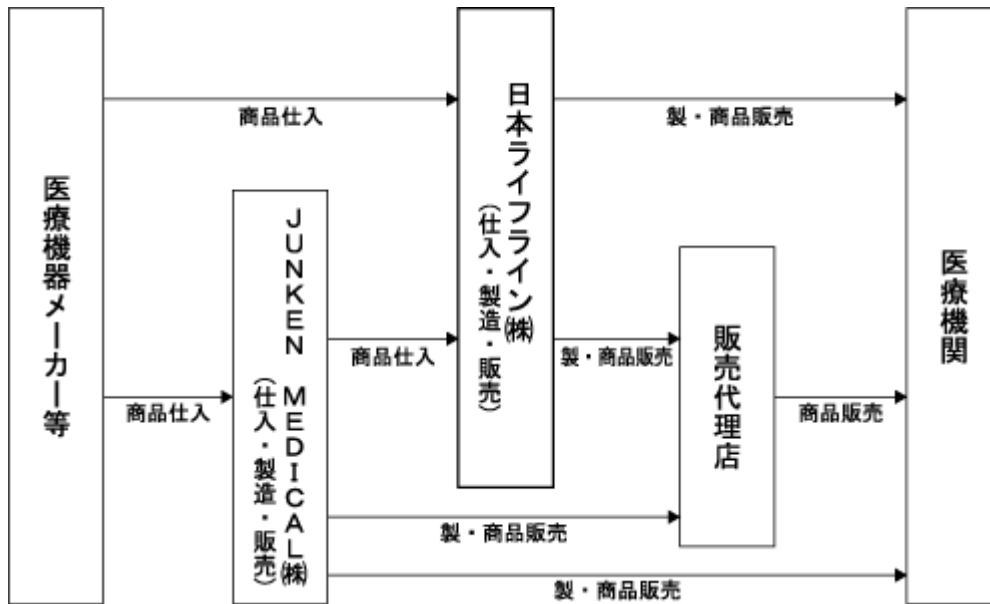 医療機器メーカー等
商品仕入
商品仕入
JUNKEN MEDICAL㈱
(仕入・製造・販売)
商品仕入
日本ライフライン㈱
(仕入・製造・販売)
製・商品販売
製・商品販売
販売代理店
商品販売
製・商品販売
製・商品販売
医療機関